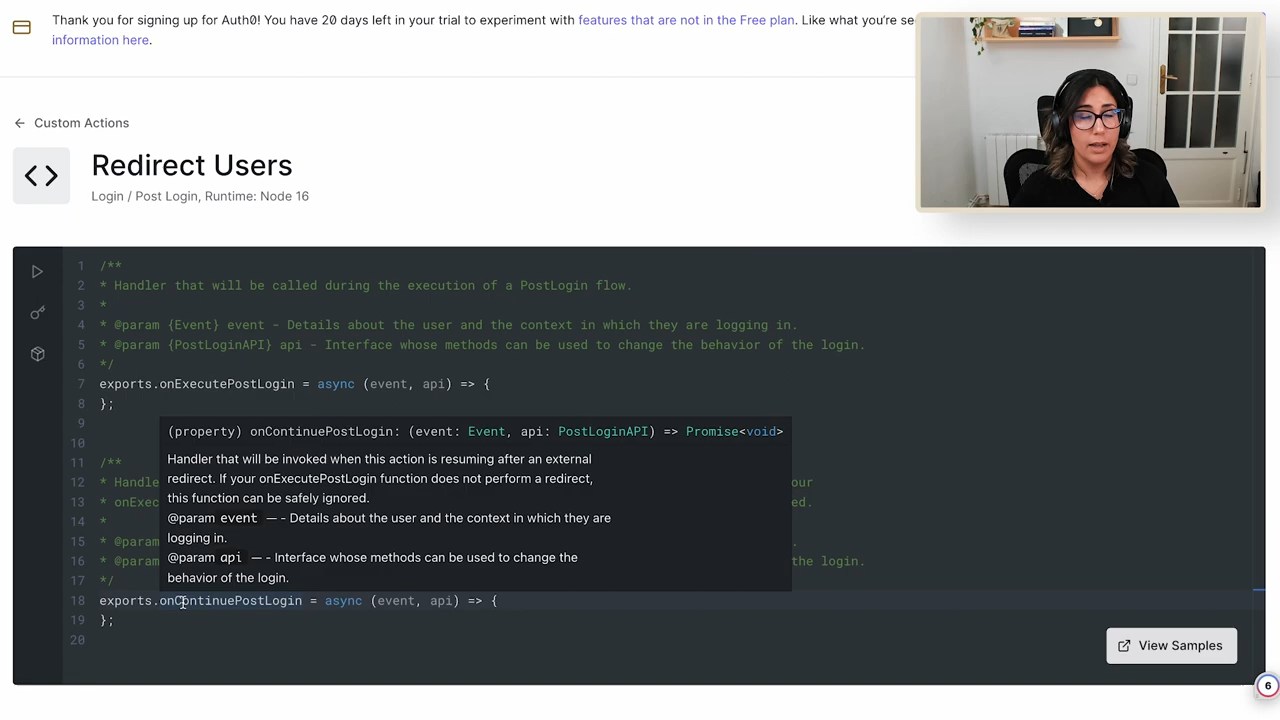 Thank you for signing up for Auth0! You have 20 days left in your trial to experiment with features that are not in the Free plan. Like what you're se
information here.
Custom Actions
Redirect Users
Login / Post Login, Runtime: Node 16
1 /**
2 * Handler that will be called during the execution of a PostLogin flow.
3 *
4 * @param {Event} event - Details about the user and the context in which they are logging in.
5 * @param {PostLoginAPI} api - Interface whose methods can be used to change the behavior of the login.
6 */
7 exports.onExecutePostLogin = async (event, api) => {
8 };
9
(property) onContinuePostLogin: (event: Event, api: PostLoginAPI) => Promise<void>
10
Handler that will be invoked when this action is resuming after an external
redirect. If your onExecutePostLogin function does not perform a redirect,
this function can be safely ignored.
@param event — - Details about the user and the context in which they are
logging in.
@param api — - Interface whose methods can be used to change the
behavior of the login.
11 /**
12 * Handle our
13 * onExec d.
14 *
15 * @para .
16 * @para the login.
17 */
18 exports.onContinuePostLogin = async (event, api) => {
19 };
20
View Samples
6